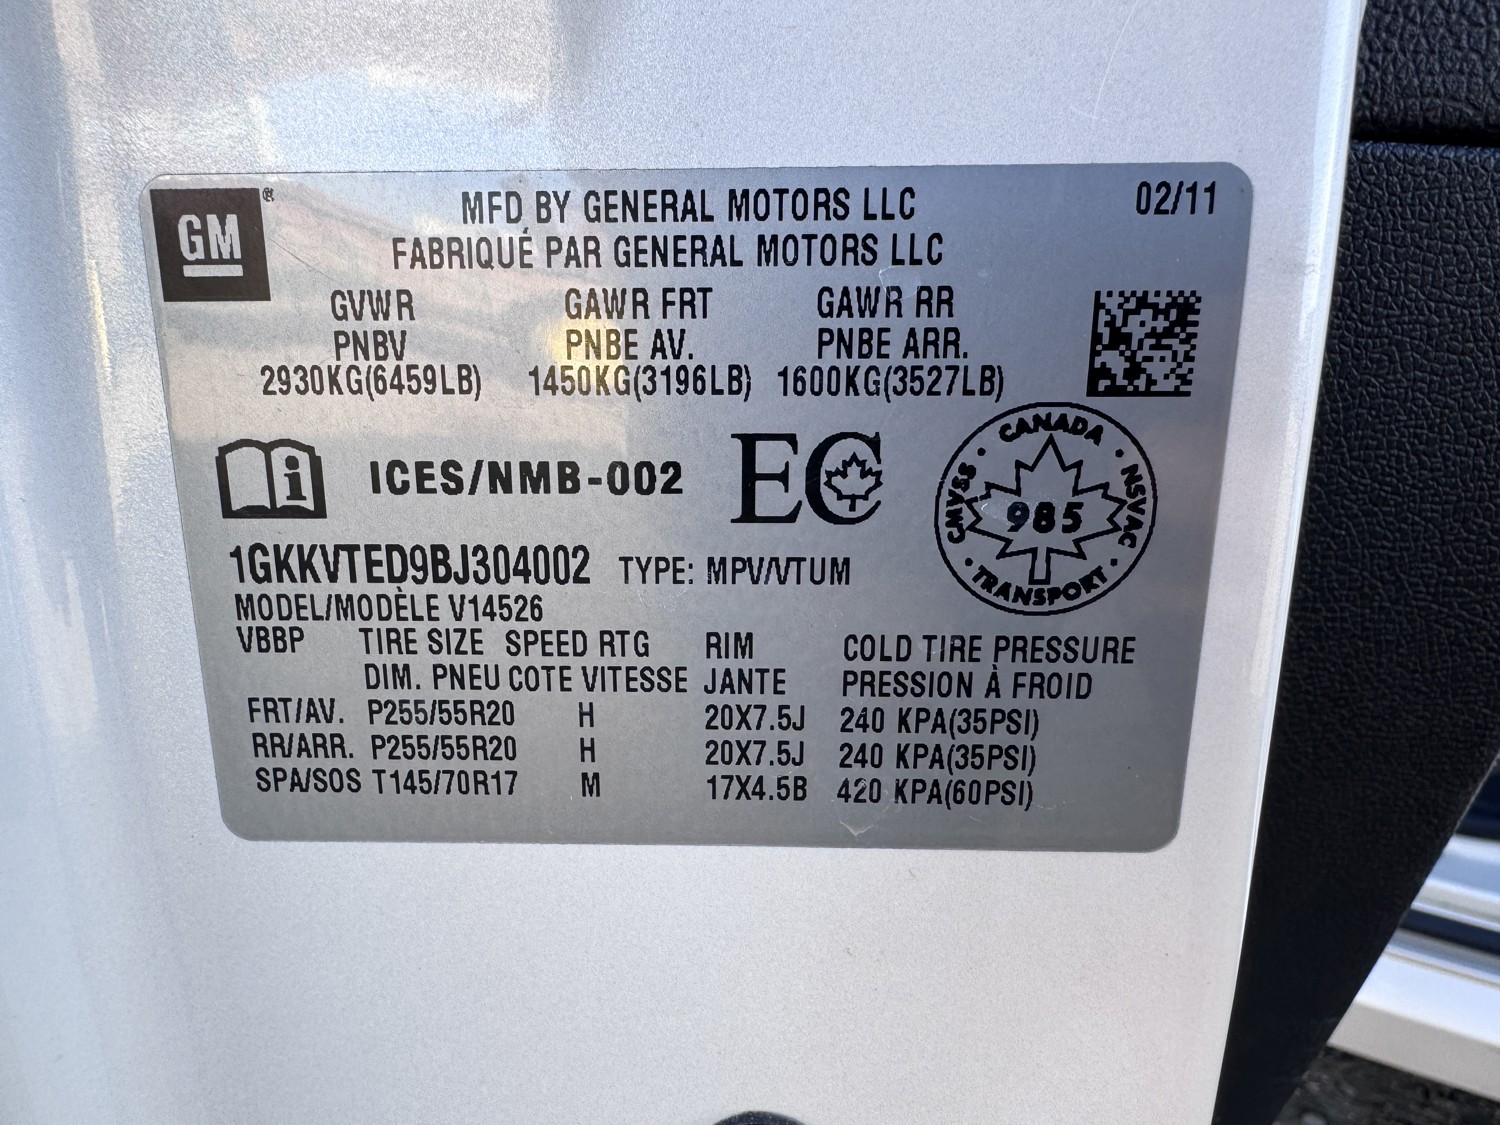 GM®
MFD BY GENERAL MOTORS LLC 02/11
FABRIQUÉ PAR GENERAL MOTORS LLC
GVWR GAWR FRT GAWR RR
PNBV PNBE AV. PNBE ARR.
2930KG(6459LB) 1450KG(3196LB) 1600KG(3527LB)
ICES/NMB-002 EC
CANADA
CMVSS 985 NSVAC
TRANSPORT
1GKKVTED9BJ304002 TYPE: MPV/VTUM
MODEL/MODÈLE V14526
VBBP TIRE SIZE SPEED RTG RIM COLD TIRE PRESSURE
DIM. PNEU COTE VITESSE JANTE PRESSION À FROID
FRT/AV. P255/55R20 H 20X7.5J 240 KPA(35PSI)
RR/ARR. P255/55R20 H 20X7.5J 240 KPA(35PSI)
SPA/SOS T145/70R17 M 17X4.5B 420 KPA(60PSI)